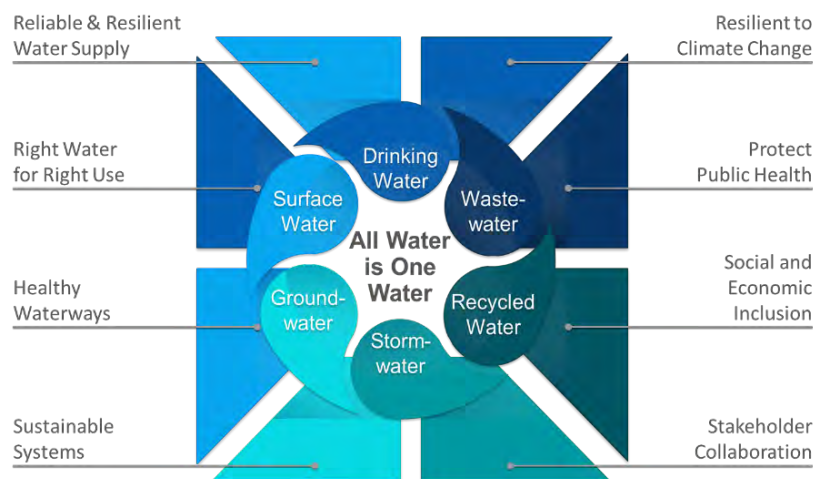 Reliable & Resilient
Water Supply
Resilient to
Climate Change
Right Water
for Right Use
Protect
Public Health
Healthy
Waterways
Social and
Economic
Inclusion
Sustainable
Systems
Stakeholder
Collaboration
Drinking
Water
Surface
Water
Waste-
water
All Water
is One
Water
Ground-
water
Recycled
Water
Storm-
water